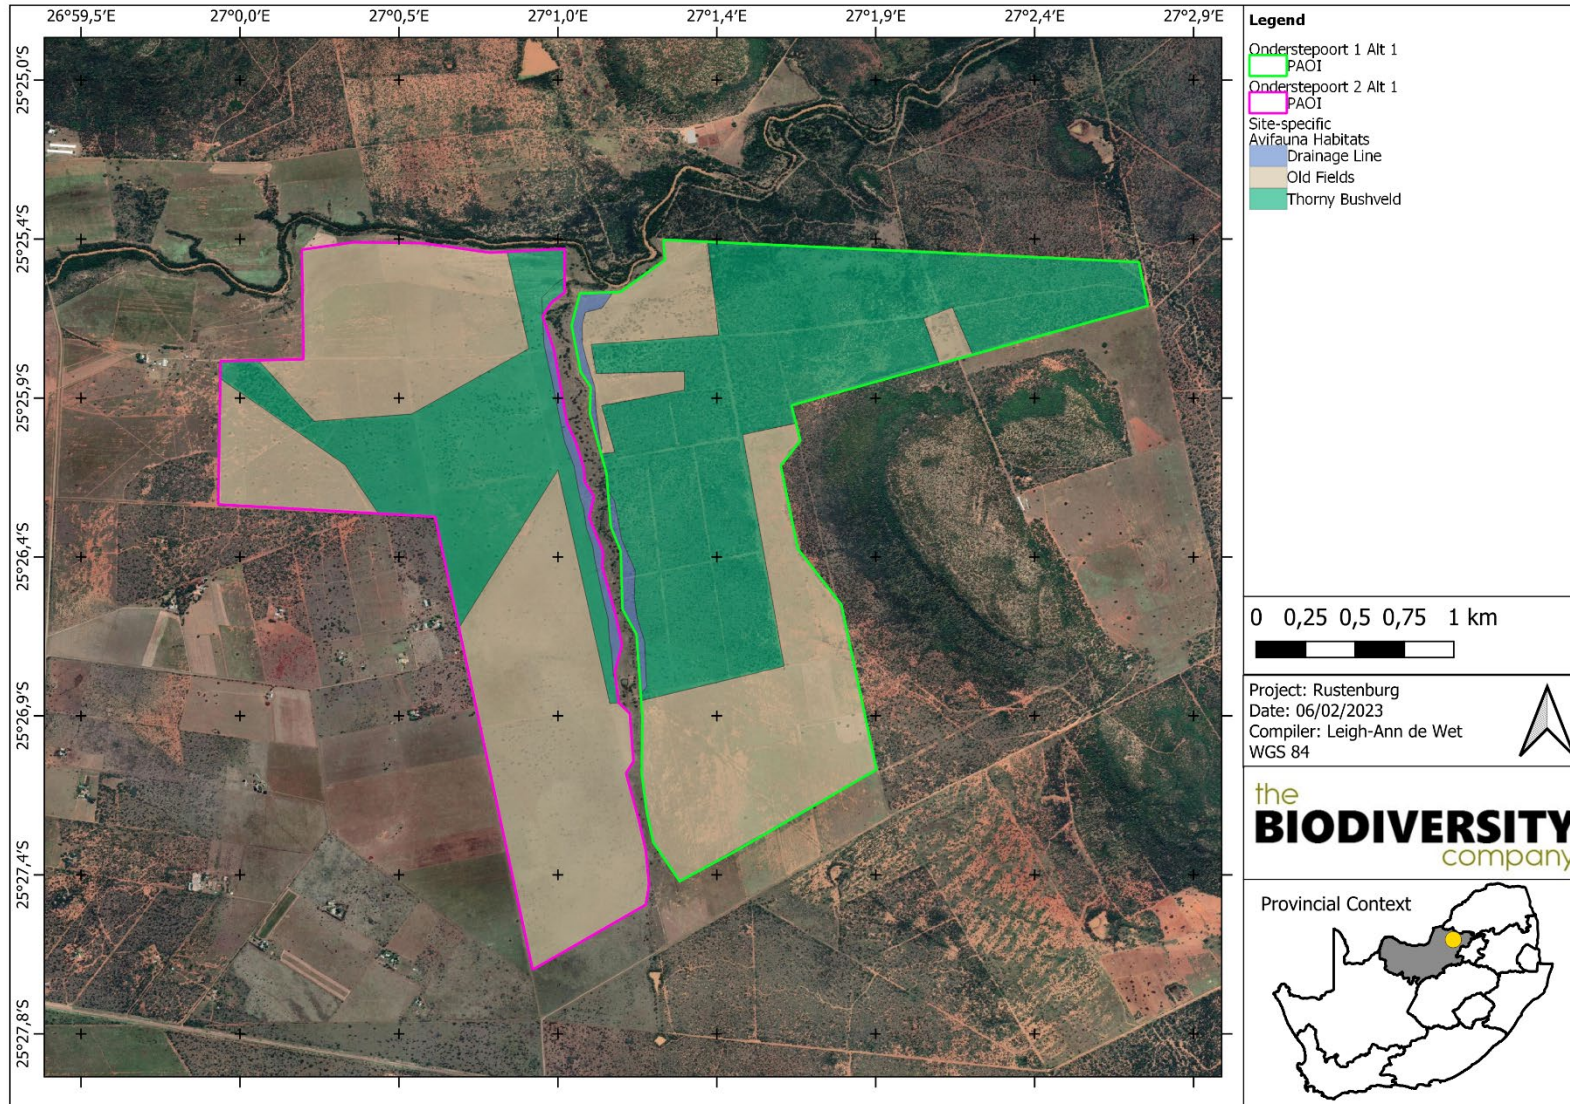 26°59,5'E 27°0,0'E 27°0,5'E 27°1,0'E 27°1,4'E 27°1,9'E 27°2,4'E 27°2,9'E
25°25,0'S
25°25,4'S
25°25,9'S
25°26,4'S
25°26,9'S
25°27,4'S
25°27,8'S
Legend
Onderstepoort 1 Alt 1
PAOI
Onderstepoort 2 Alt 1
PAOI
Site-specific
Avifauna Habitats
Drainage Line
Old Fields
Thorny Bushveld
0 0,25 0,5 0,75 1 km
Project: Rustenburg
Date: 06/02/2023
Compiler: Leigh-Ann de Wet
WGS 84
the
BIODIVERSITY
company
Provincial Context